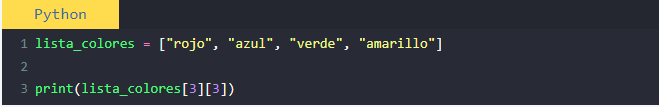 Python
1 lista_colores = ["rojo", "azul", "verde", "amarillo"]
2
3 print(lista_colores[3][3])